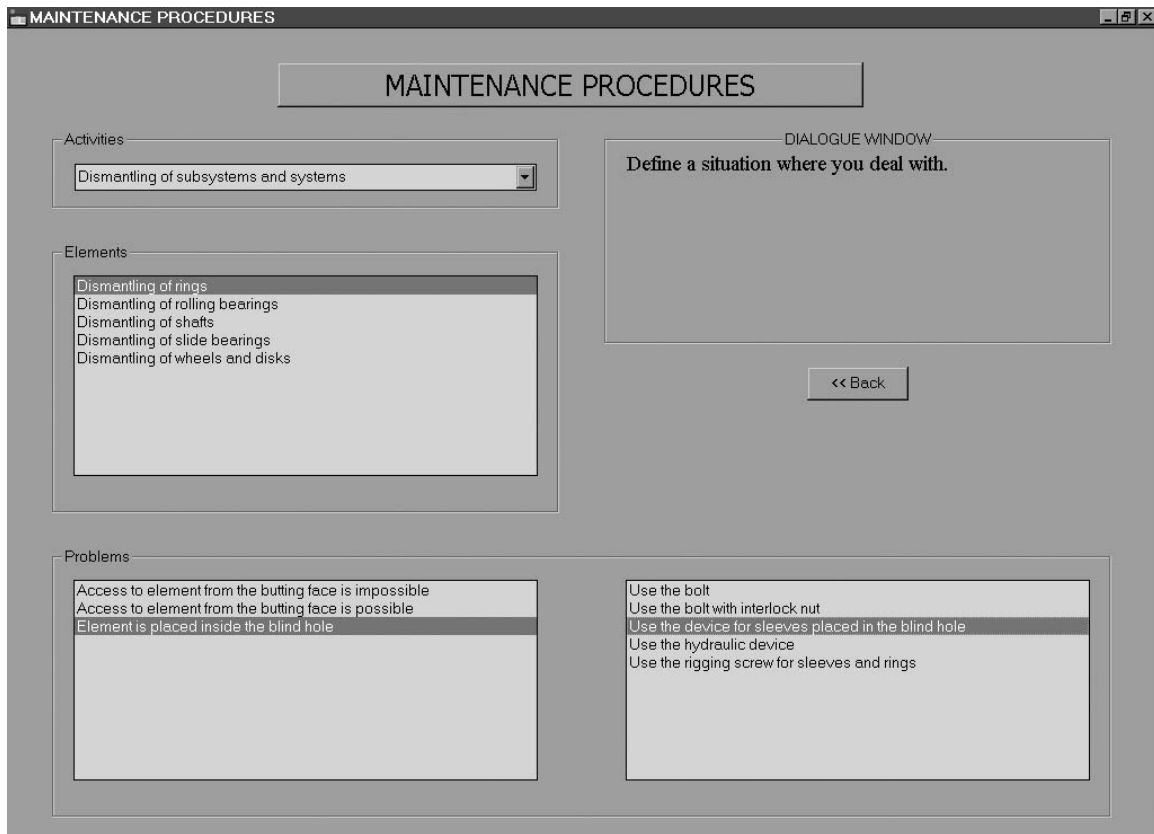 MAINTENANCE PROCEDURES
MAINTENANCE PROCEDURES
Activities
Dismantling of subsystems and systems
DIALOGUE WINDOW
Define a situation where you deal with.
Elements
Dismantling of rings
Dismantling of rolling bearings
Dismantling of shafts
Dismantling of slide bearings
Dismantling of wheels and disks
<< Back
Problems
Access to element from the butting face is impossible
Access to element from the butting face is possible
Element is placed inside the blind hole
Use the bolt
Use the bolt with interlock nut
Use the device for sleeves placed in the blind hole
Use the hydraulic device
Use the rigging screw for sleeves and rings